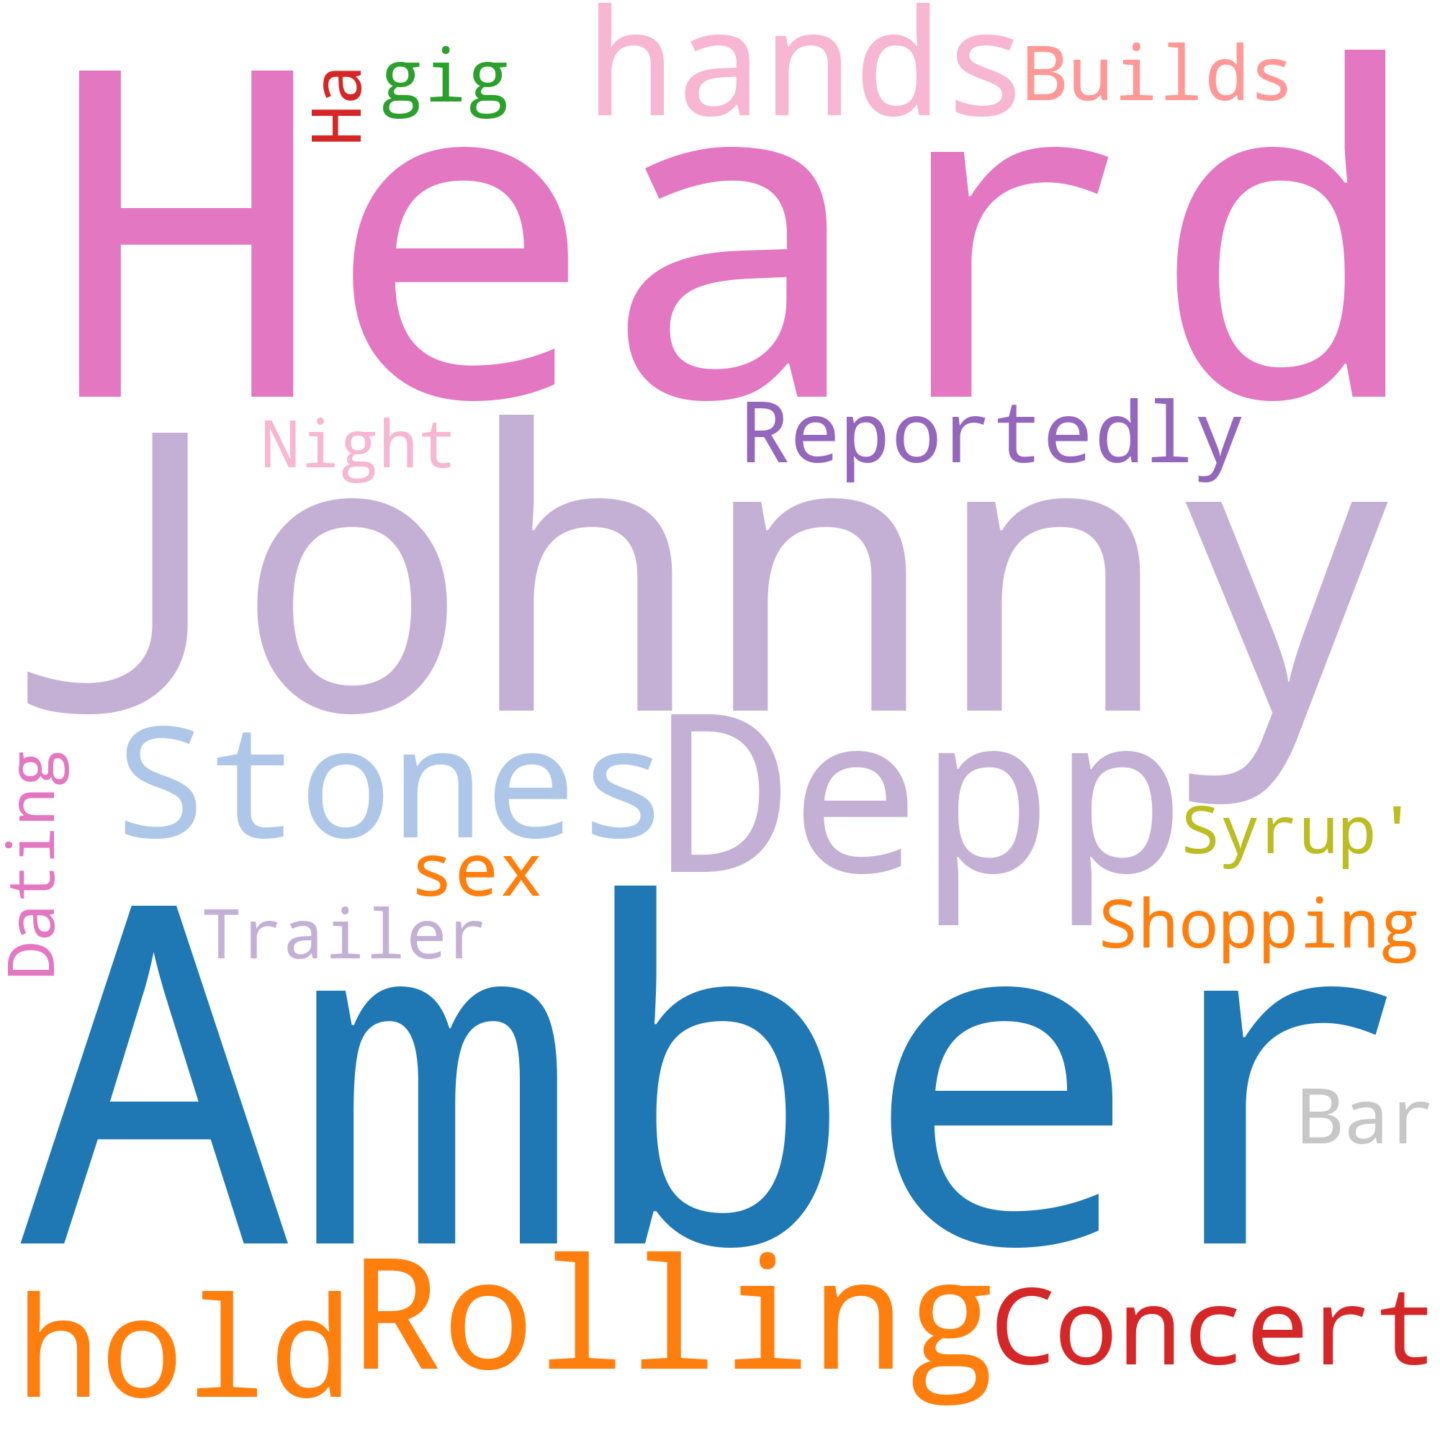 hands
Builds
gig
Ha
Heard
Night
Reportedly
Johnny
Stones
Depp
Dating
Syrup'
sex
Trailer
Shopping
Amber
Bar
hold
Rolling
Concert